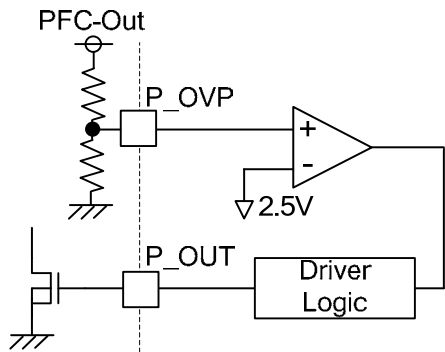 PFC-Out
P_OVP
+
-
2.5V
P_OUT
Driver
Logic